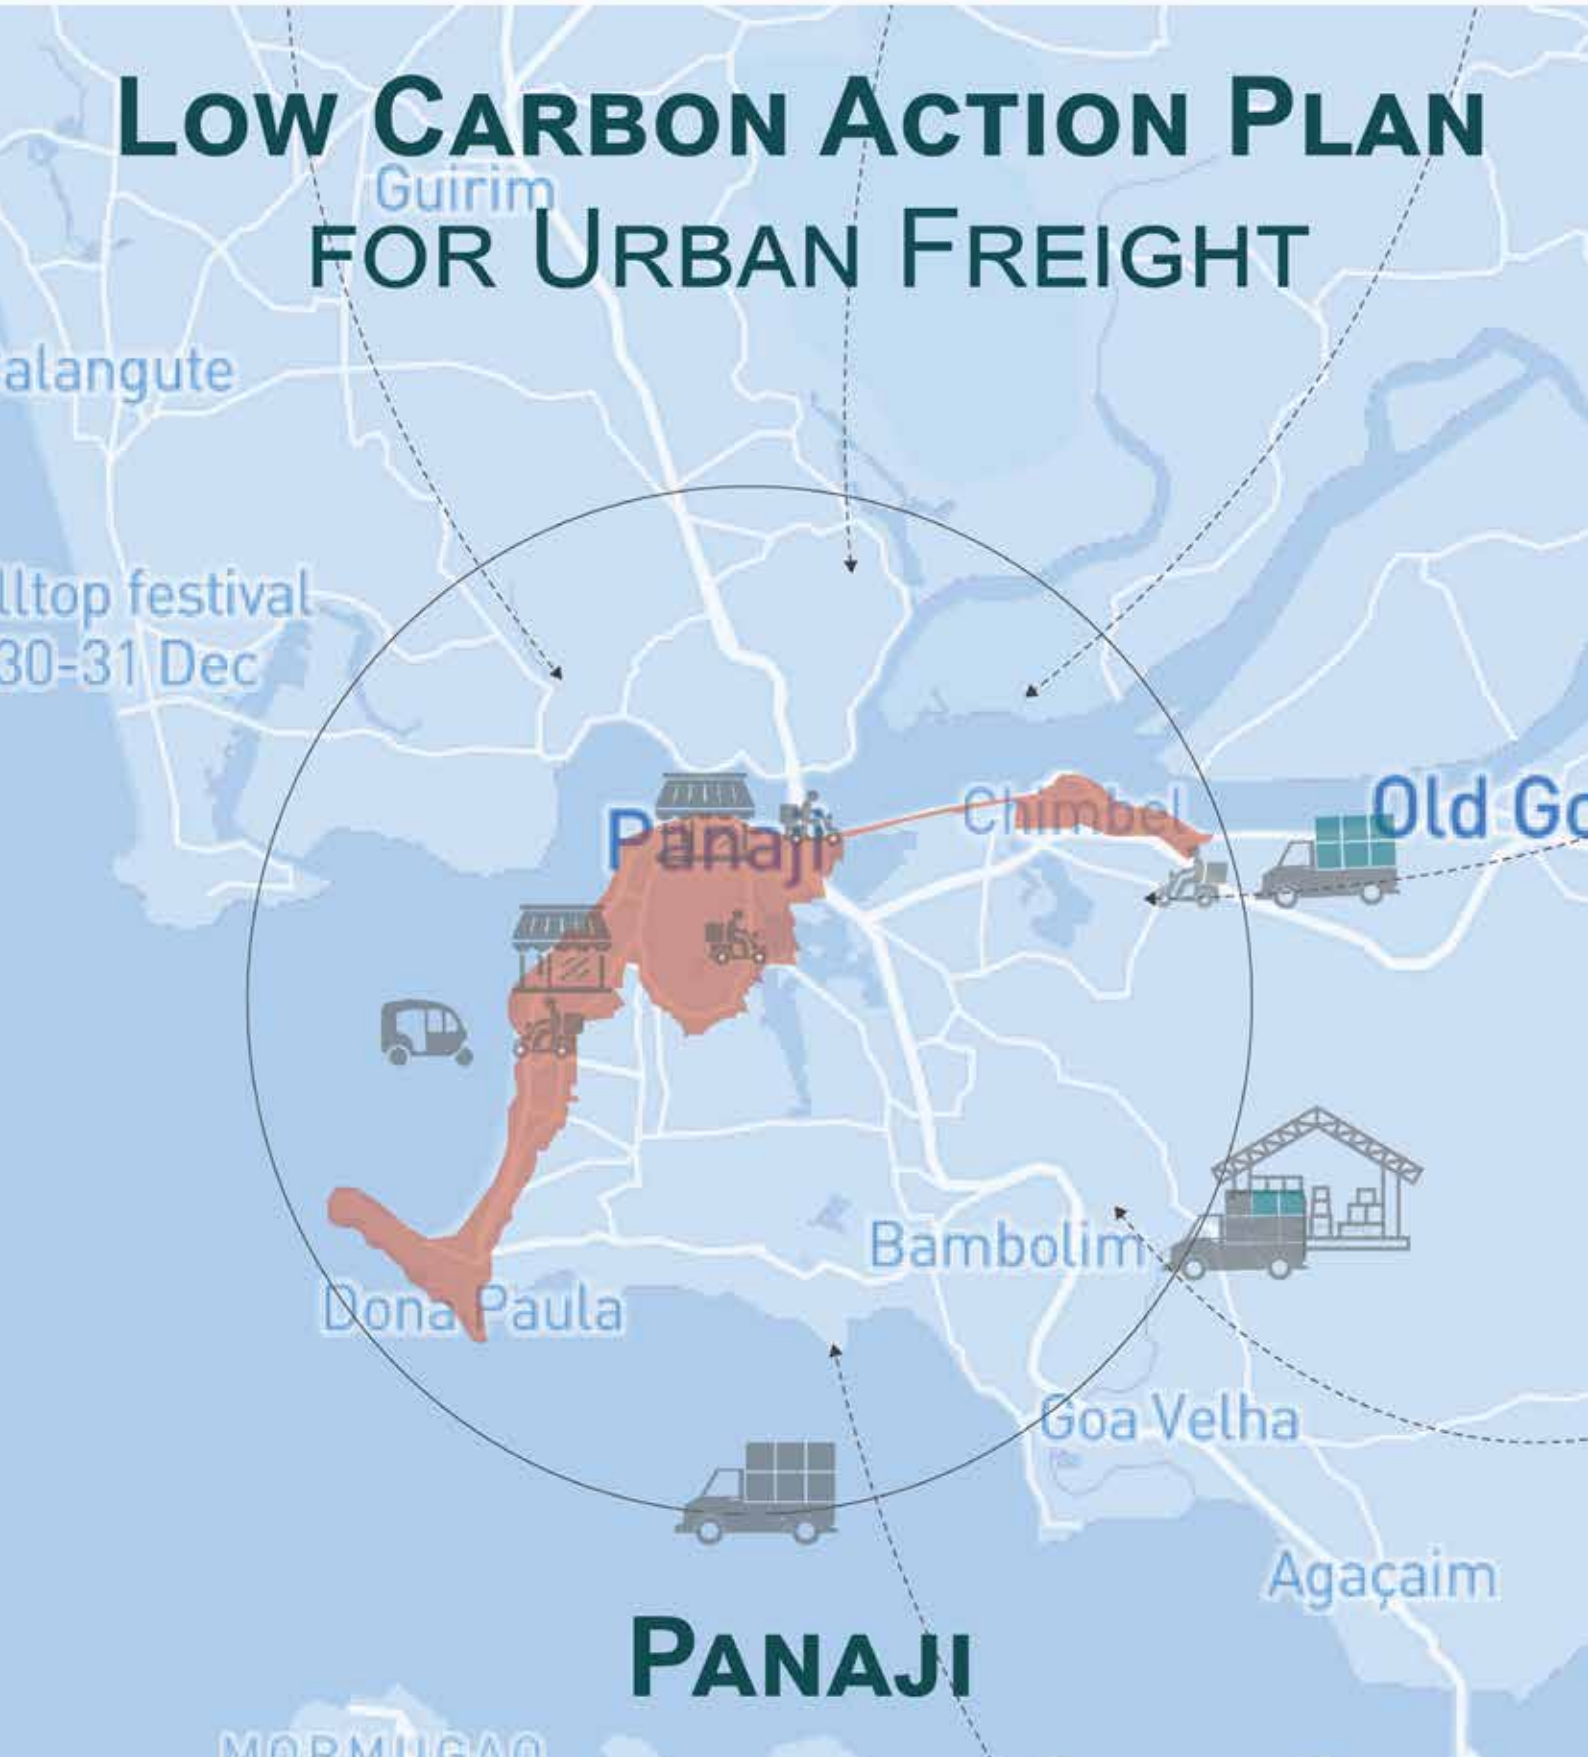 LOW CARBON ACTION PLAN
Guirim
FOR URBAN FREIGHT
alangute
lltop festival
30-31 Dec
Panaji
Chimbel
Old Go
Bambolim
Dona Paula
Goa Velha
Agaçaim
PANAJI
MORMUGAO